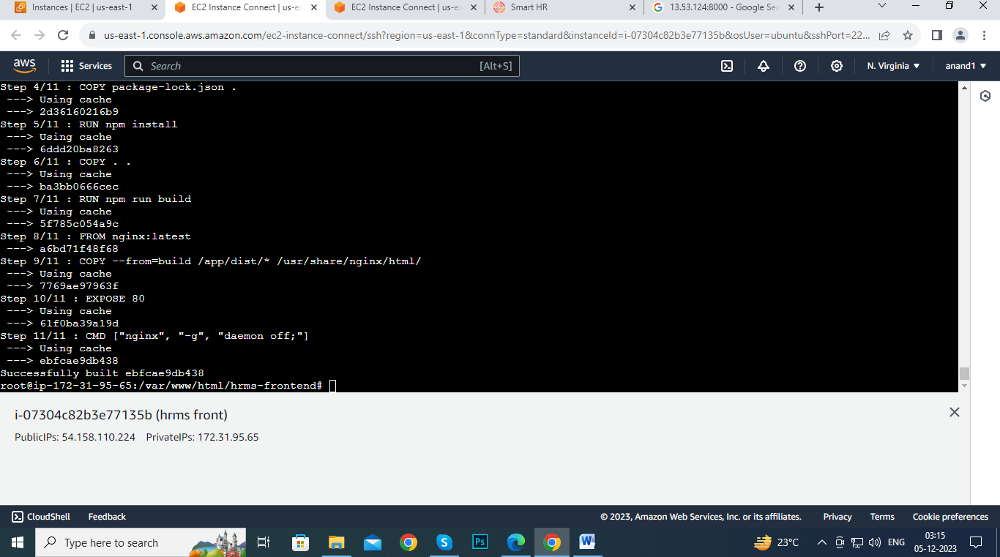 Instances | EC2 | us-east-1
EC2 Instance Connect | us-ea
EC2 Instance Connect | us-ea
Smart HR
13.53.124:8000 - Google Sea
us-east-1.console.aws.amazon.com/ec2-instance-connect/ssh?region=us-east-1&connType=standard&instanceId=i-07304c82b3e77135b&osUser=ubuntu&sshPort=22...
aws
Services
Search
[Alt+S]
N. Virginia
anand1
Step 4/11 : COPY package-lock.json .
---> Using cache
---> 2d36160216b9
Step 5/11 : RUN npm install
---> Using cache
---> 6ddd20ba8263
Step 6/11 : COPY . .
---> Using cache
---> ba3bb0666cec
Step 7/11 : RUN npm run build
---> Using cache
---> 5f785c054a9c
Step 8/11 : FROM nginx:latest
---> a6bd71f48f68
Step 9/11 : COPY --from=build /app/dist/* /usr/share/nginx/html/
---> Using cache
---> 7769ae97963f
Step 10/11 : EXPOSE 80
---> Using cache
---> 61f0ba39a19d
Step 11/11 : CMD ["nginx", "-g", "daemon off;"]
---> Using cache
---> ebfcae9db438
Successfully built ebfcae9db438
root@ip-172-31-95-65:/var/www/html/hrms-frontend#
i-07304c82b3e77135b (hrms front)
PublicIPs: 54.158.110.224 PrivateIPs: 172.31.95.65
CloudShell
Feedback
© 2023, Amazon Web Services, Inc. or its affiliates.
Privacy
Terms
Cookie preferences
Type here to search
S
Ps
W
23°C
ENG
03:15
05-12-2023